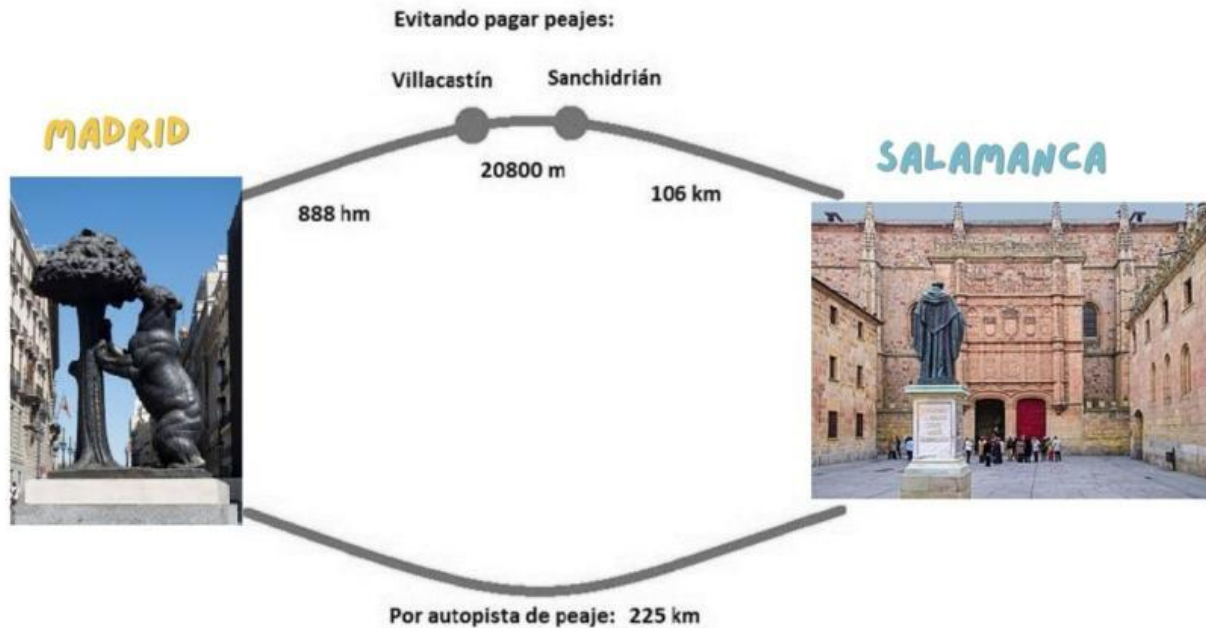 Evitando pagar peajes:
Villacastín
Sanchidrián
MADRID
SALAMANCA
20800 m
888 hm
106 km
Por autopista de peaje: 225 km